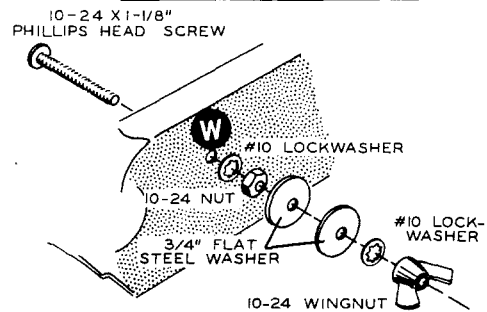 10-24 X 1-1/8"
PHILLIPS HEAD SCREW
W
#10 LOCKWASHER
10-24 NUT
3/4" FLAT
STEEL WASHER
#10 LOCK-
WASHER
10-24 WINGNUT